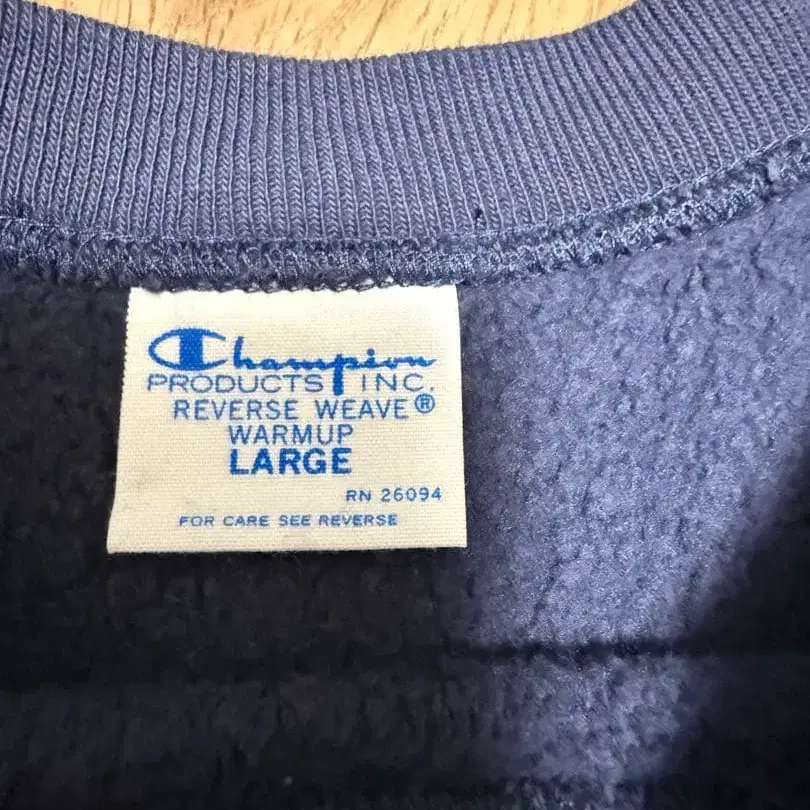 Champion
PRODUCTS INC.
REVERSE WEAVE®
WARMUP
LARGE
RN 26094
FOR CARE SEE REVERSE